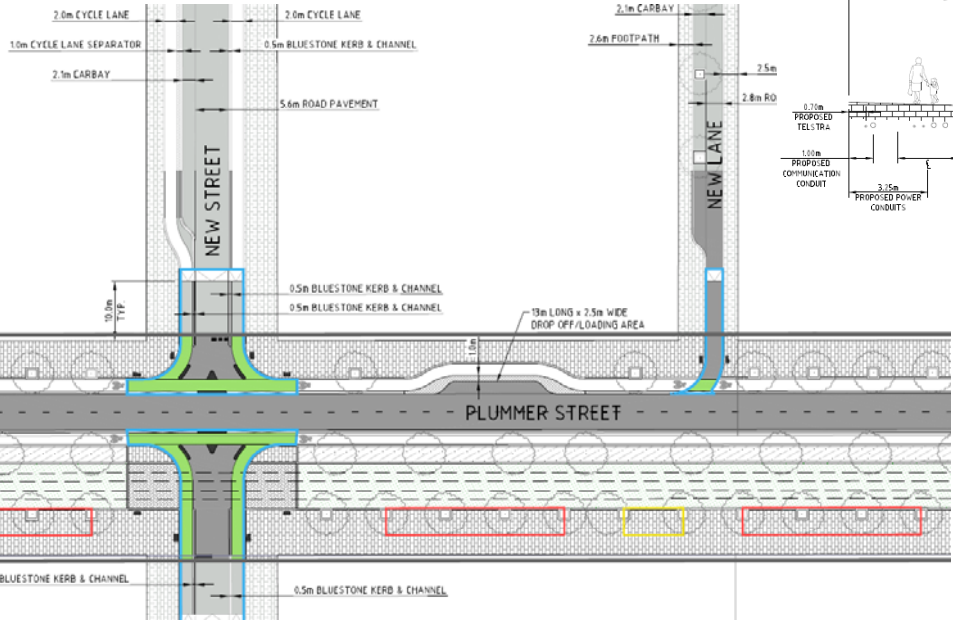 2.0m CYCLE LANE
2.0m CYCLE LANE
1.0m CYCLE LANE SEPARATOR
0.5m BLUESTONE KERB & CHANNEL
2.1m CARBAY
5.6m ROAD PAVEMENT
NEW STREET
2.1m CARBAY
2.6m FOOTPATH
2.5m
2.8m RO
NEW LANE
0.70m
PROPOSED
TELSTRA
1.00m
PROPOSED
COMMUNICATION
CONDUIT
3.25m
PROPOSED POWER
CONDUITS
10.0m
TYP.
0.5m BLUESTONE KERB & CHANNEL
0.5m BLUESTONE KERB & CHANNEL
13m LONG x 2.5m WIDE
DROP OFF/LOADING AREA
1.0m
PLUMMER STREET
BLUESTONE KERB & CHANNEL
0.5m BLUESTONE KERB & CHANNEL